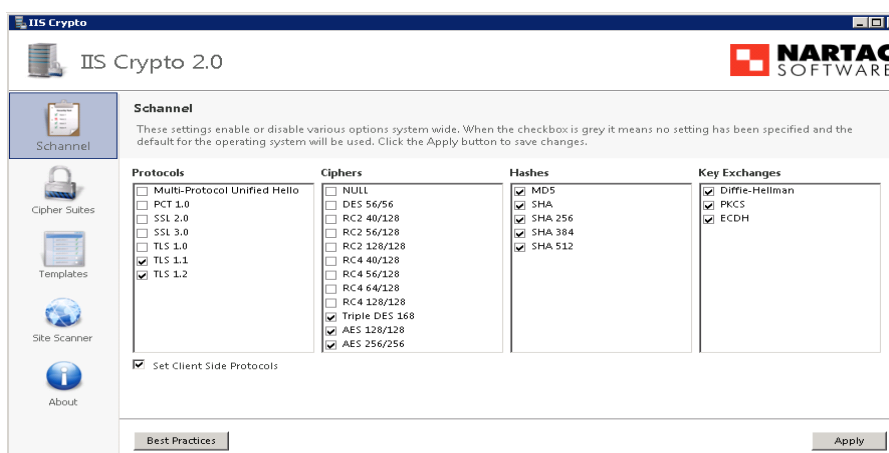 IIS Crypto
IIS Crypto 2.0
NARTAC
SOFTWARE
Schannel
Cipher Suites
Templates
Site Scanner
About
Schannel
These settings enable or disable various options system wide. When the checkbox is grey it means no setting has been specified and the
default for the operating system will be used. Click the Apply button to save changes.
Protocols
Multi-Protocol Unified Hello
PCT 1.0
SSL 2.0
SSL 3.0
TLS 1.0
TLS 1.1
TLS 1.2
Ciphers
NULL
DES 56/56
RC2 40/128
RC2 56/128
RC2 128/128
RC4 40/128
RC4 56/128
RC4 64/128
RC4 128/128
Triple DES 168
AES 128/128
AES 256/256
Hashes
MD5
SHA
SHA 256
SHA 384
SHA 512
Key Exchanges
Diffie-Hellman
PKCS
ECDH
Set Client Side Protocols
Best Practices
Apply